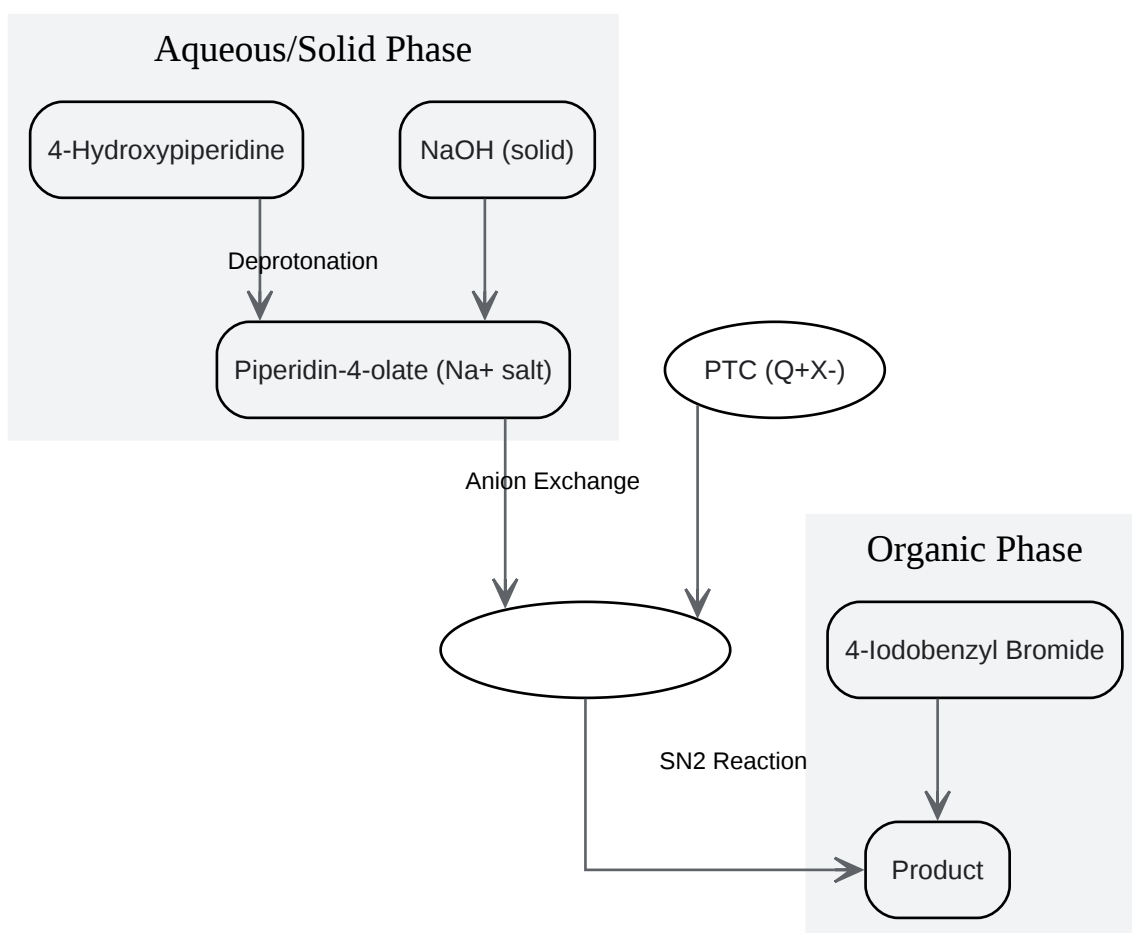 Aqueous/Solid Phase
4-Hydroxypiperidine
NaOH (solid)
Deprotonation
Piperidin-4-olate (Na+ salt)
PTC (Q+X-)
Anion Exchange
Organic Phase
4-Iodobenzyl Bromide
SN2 Reaction
Product